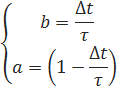 b = Δt/τ
a = (1 − Δt/τ)